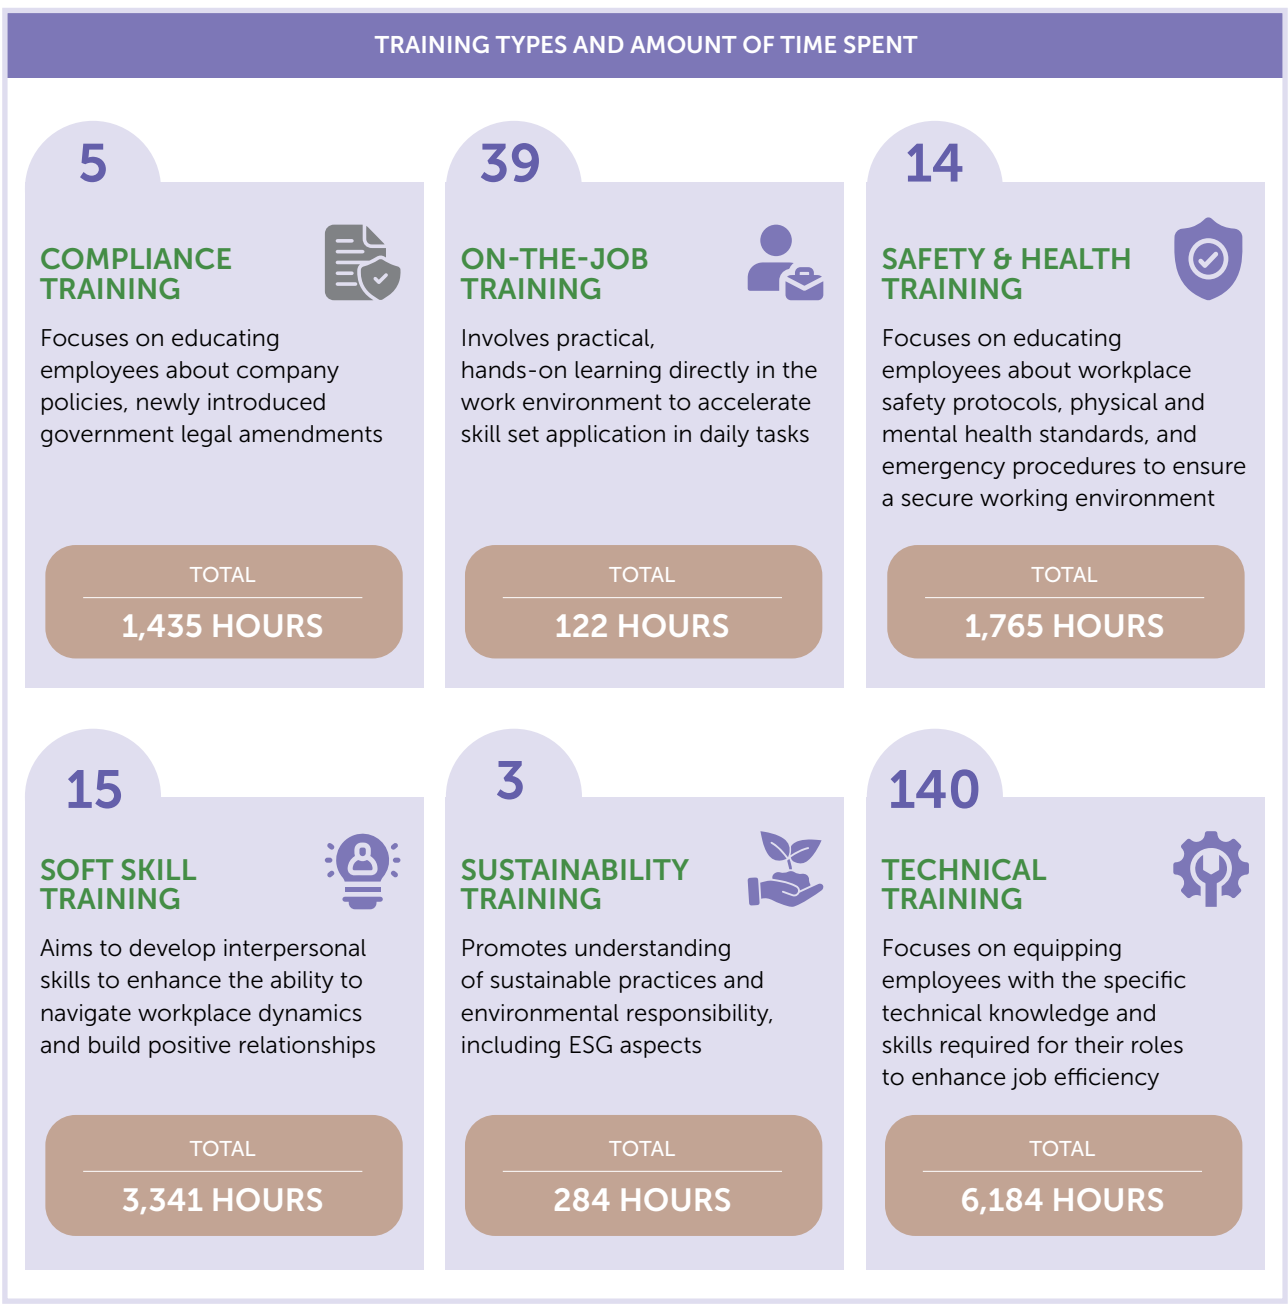 TRAINING TYPES AND AMOUNT OF TIME SPENT
5
COMPLIANCE
TRAINING
Focuses on educating
employees about company
policies, newly introduced
government legal amendments
TOTAL
1,435 HOURS
39
ON-THE-JOB
TRAINING
Involves practical,
hands-on learning directly in the
work environment to accelerate
skill set application in daily tasks
TOTAL
122 HOURS
14
SAFETY & HEALTH
TRAINING
Focuses on educating
employees about workplace
safety protocols, physical and
mental health standards, and
emergency procedures to ensure
a secure working environment
TOTAL
1,765 HOURS
15
SOFT SKILL
TRAINING
Aims to develop interpersonal
skills to enhance the ability to
navigate workplace dynamics
and build positive relationships
TOTAL
3,341 HOURS
3
SUSTAINABILITY
TRAINING
Promotes understanding
of sustainable practices and
environmental responsibility,
including ESG aspects
TOTAL
284 HOURS
140
TECHNICAL
TRAINING
Focuses on equipping
employees with the specific
technical knowledge and
skills required for their roles
to enhance job efficiency
TOTAL
6,184 HOURS